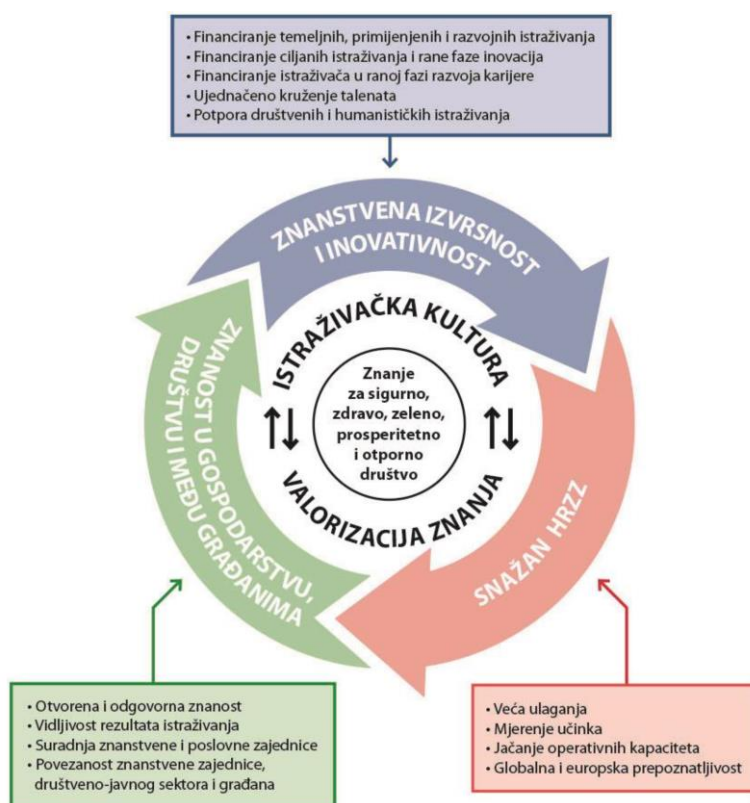 • Financiranje temeljnih, primijenjenih i razvojnih istraživanja
• Financiranje ciljanih istraživanja i rane faze inovacija
• Financiranje istraživača u ranoj fazi razvoja karijere
• Ujednačeno kruženje talenata
• Potpora društvenih i humanističkih istraživanja
ZNANSTVENA IZVRSNOST
I INOVATIVNOST
ISTRAŽIVAČKA KULTURA
Znanje
za sigurno,
zdravo, zeleno,
prosperitetno
i otporno
društvo
VALORIZACIJA ZNANJA
SNAŽAN HRZZ
ZNANOST U GOSPODARSTVU,
DRUŠTVU I MEĐU GRAĐANIMA
• Otvorena i odgovorna znanost
• Vidljivost rezultata istraživanja
• Suradnja znanstvene i poslovne zajednice
• Povezanost znanstvene zajednice,
društveno-javnog sektora i građana
• Veća ulaganja
• Mjerenje učinka
• Jačanje operativnih kapaciteta
• Globalna i europska prepoznatljivost